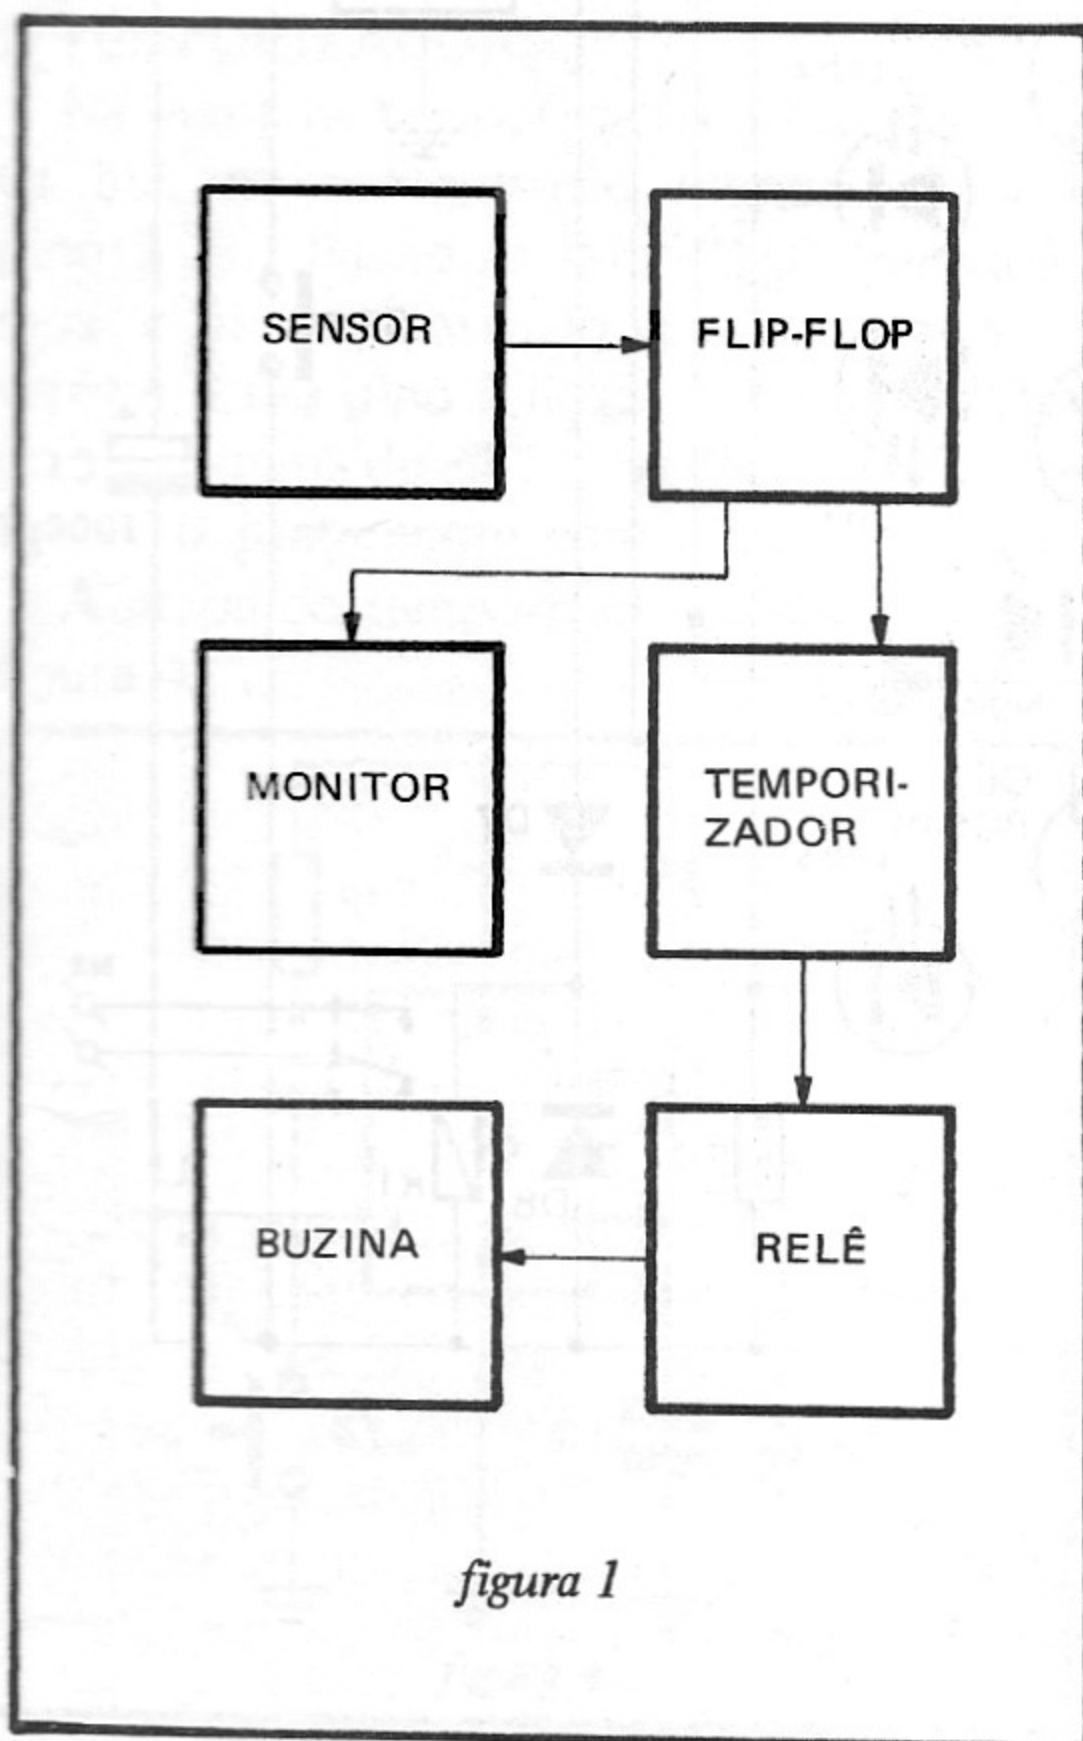 SENSOR
FLIP-FLOP
MONITOR
TEMPORI-
ZADOR
BUZINA
RELÊ
figura 1